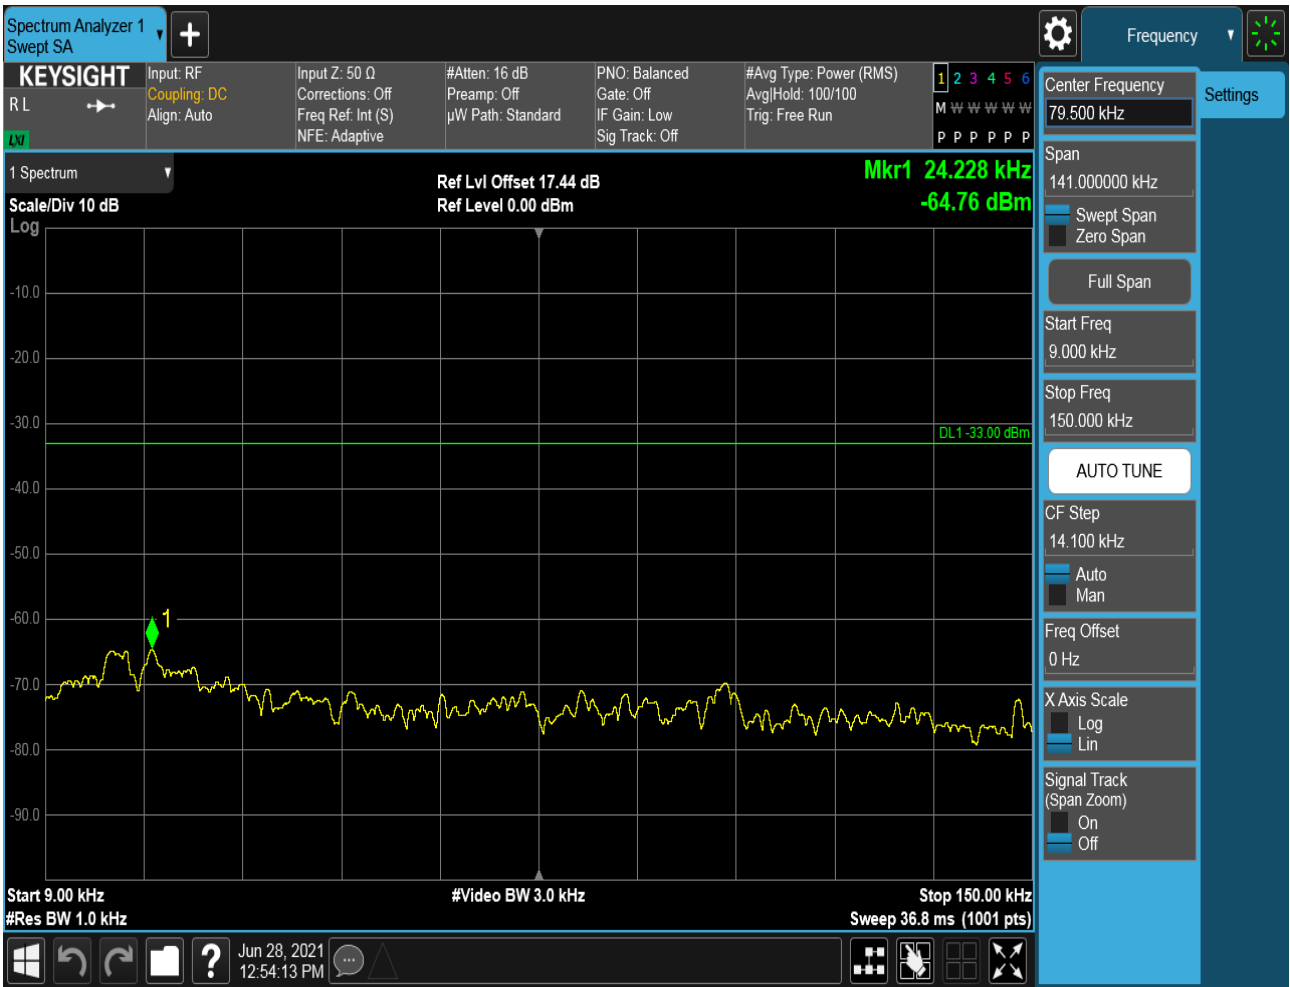 Spectrum Analyzer 1
Swept SA
+
Frequency
KEYSIGHT
R L
LXI
Input: RF
Coupling: DC
Align: Auto
Input Z: 50 Ω
Corrections: Off
Freq Ref: Int (S)
NFE: Adaptive
#Atten: 16 dB
Preamp: Off
µW Path: Standard
PNO: Balanced
Gate: Off
IF Gain: Low
Sig Track: Off
#Avg Type: Power (RMS)
Avg|Hold: 100/100
Trig: Free Run
1 2 3 4 5 6
M W W W W W
P P P P P P
1 Spectrum
Scale/Div 10 dB
Log
Ref Lvl Offset 17.44 dB
Ref Level 0.00 dBm
Mkr1 24.228 kHz
-64.76 dBm
-10.0
-20.0
-30.0
DL1 -33.00 dBm
-40.0
-50.0
-60.0
1
-70.0
-80.0
-90.0
Start 9.00 kHz
#Video BW 3.0 kHz
Stop 150.00 kHz
#Res BW 1.0 kHz
Sweep 36.8 ms (1001 pts)
Center Frequency
79.500 kHz
Settings
Span
141.000000 kHz
Swept Span
Zero Span
Full Span
Start Freq
9.000 kHz
Stop Freq
150.000 kHz
AUTO TUNE
CF Step
14.100 kHz
Auto
Man
Freq Offset
0 Hz
X Axis Scale
Log
Lin
Signal Track
(Span Zoom)
On
Off
?
Jun 28, 2021
12:54:13 PM